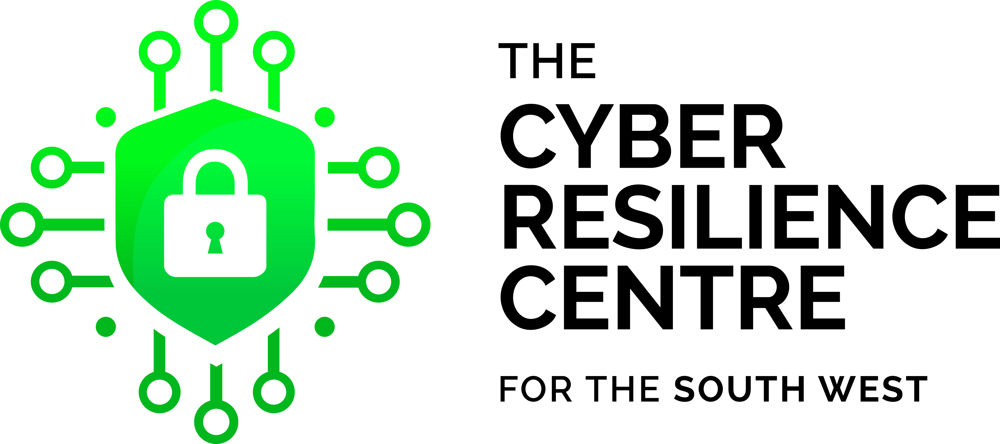 THE
CYBER
RESILIENCE
CENTRE
FOR THE SOUTH WEST